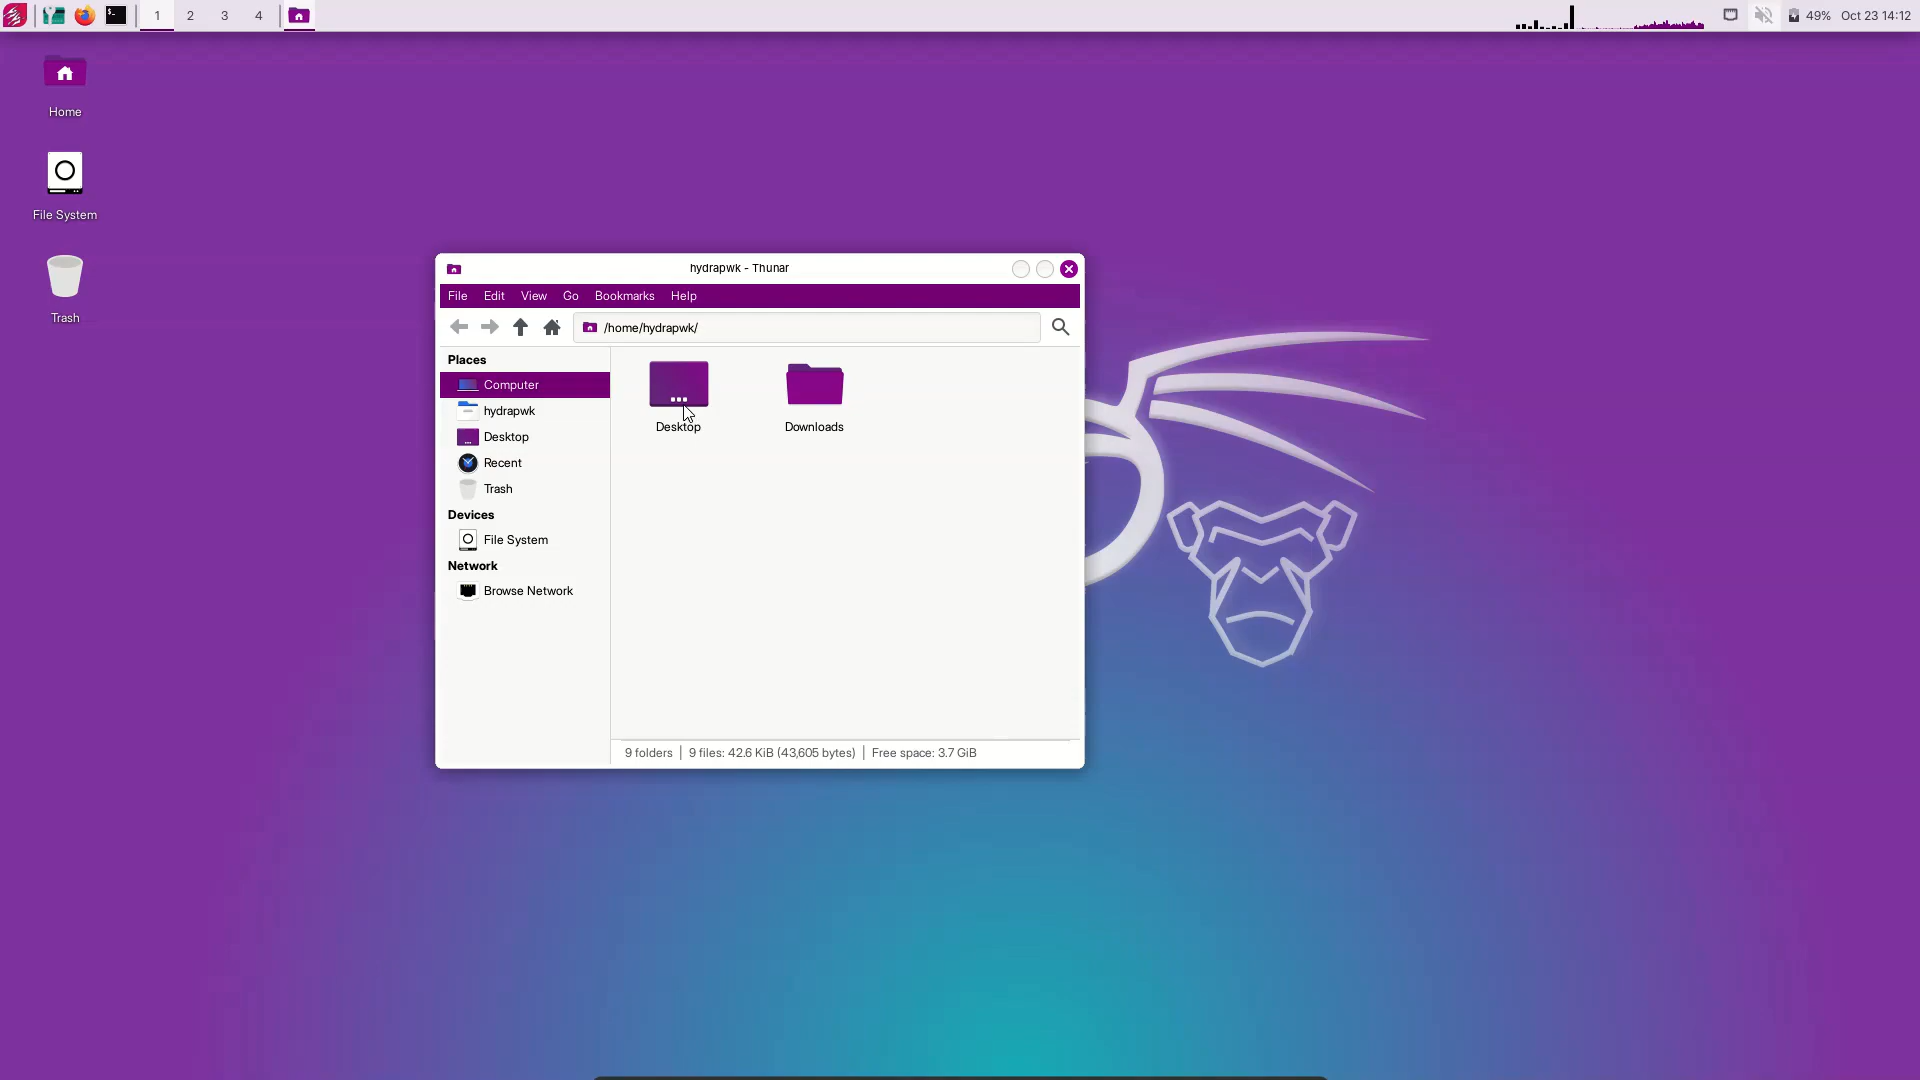 1 2 3 4
49% Oct 23 14:12
Home
File System
Trash
hydrapwk - Thunar
File Edit View Go Bookmarks Help
/home/hydrapwk/
Places
Computer
hydrapwk
Desktop
Recent
Trash
Devices
File System
Network
Browse Network
Desktop Downloads
9 folders | 9 files: 42.6 KiB (43,605 bytes) | Free space: 3.7 GiB